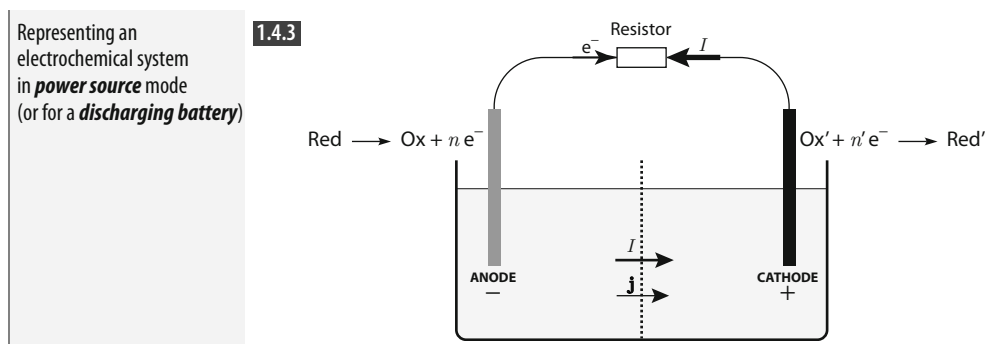 Representing an
electrochemical system
in power source mode
(or for a discharging battery)
1.4.3
Resistor
e⁻ I
Red ⟶ Ox + n e⁻ Ox′ + n′ e⁻ ⟶ Red′
I
j
ANODE
−
CATHODE
+